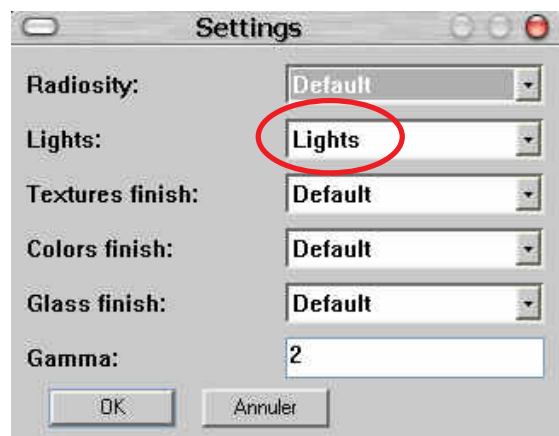 Settings
Radiosity: Default
Lights: Lights
Textures finish: Default
Colors finish: Default
Glass finish: Default
Gamma: 2
OK Annuler